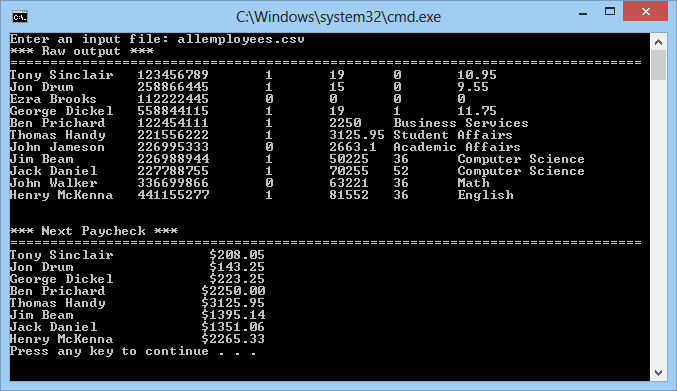 C:\Windows\system32\cmd.exe
Enter an input file: allemployees.csv
*** Raw output ***
===============================================================================
Tony Sinclair   123456789       1       19      0       10.95
Jon Drum        258866445       1       15      0       9.55
Ezra Brooks     112222445       0       0       0       0
George Dickel   558844115       1       19      1       11.75
Ben Prichard    122454111       1       2250    Business Services
Thomas Handy    221556222       1       3125.95 Student Affairs
John Jameson    226995333       0       2663.1  Academic Affairs
Jim Beam        226988944       1       50225   36      Computer Science
Jack Daniel     227788755       1       70255   52      Computer Science
John Walker     336699866       0       63221   36      Math
Henry McKenna   441155277       1       81552   36      English
*** Next Paycheck ***
===============================================================================
Tony Sinclair            $208.05
Jon Drum                 $143.25
George Dickel            $223.25
Ben Prichard            $2250.00
Thomas Handy            $3125.95
Jim Beam                $1395.14
Jack Daniel             $1351.06
Henry McKenna           $2265.33
Press any key to continue . . .